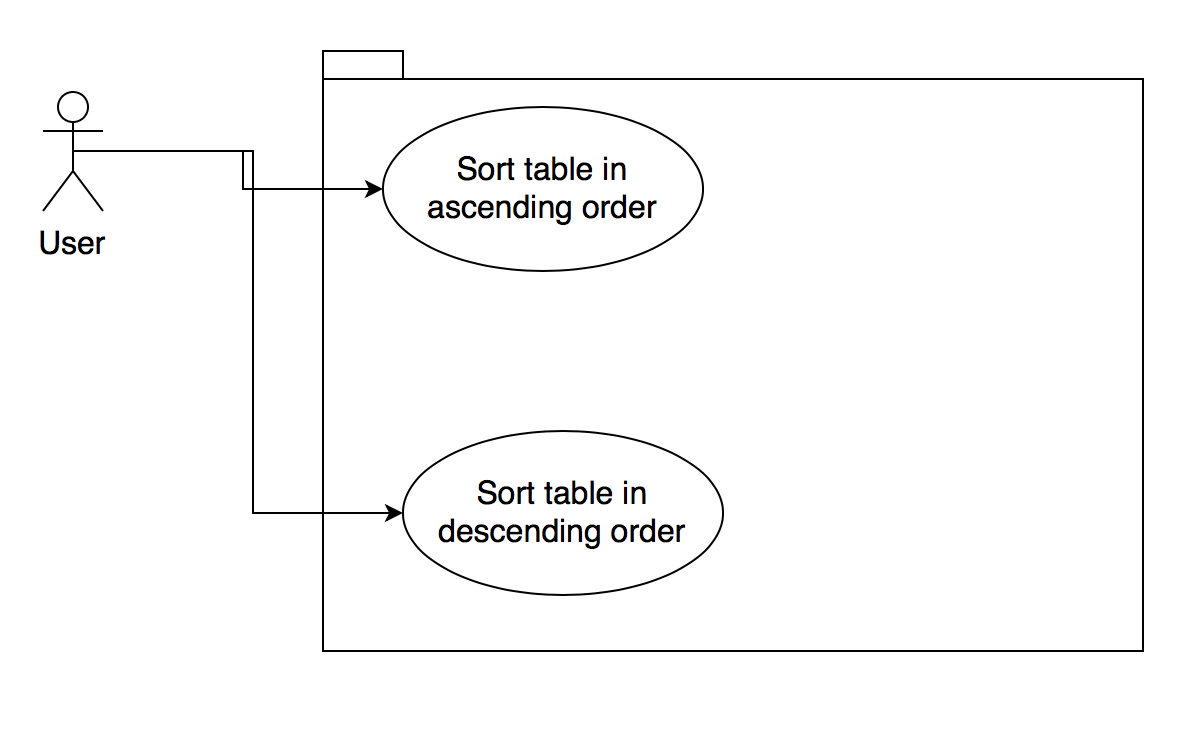 Sort table in
ascending order
User
Sort table in
descending order